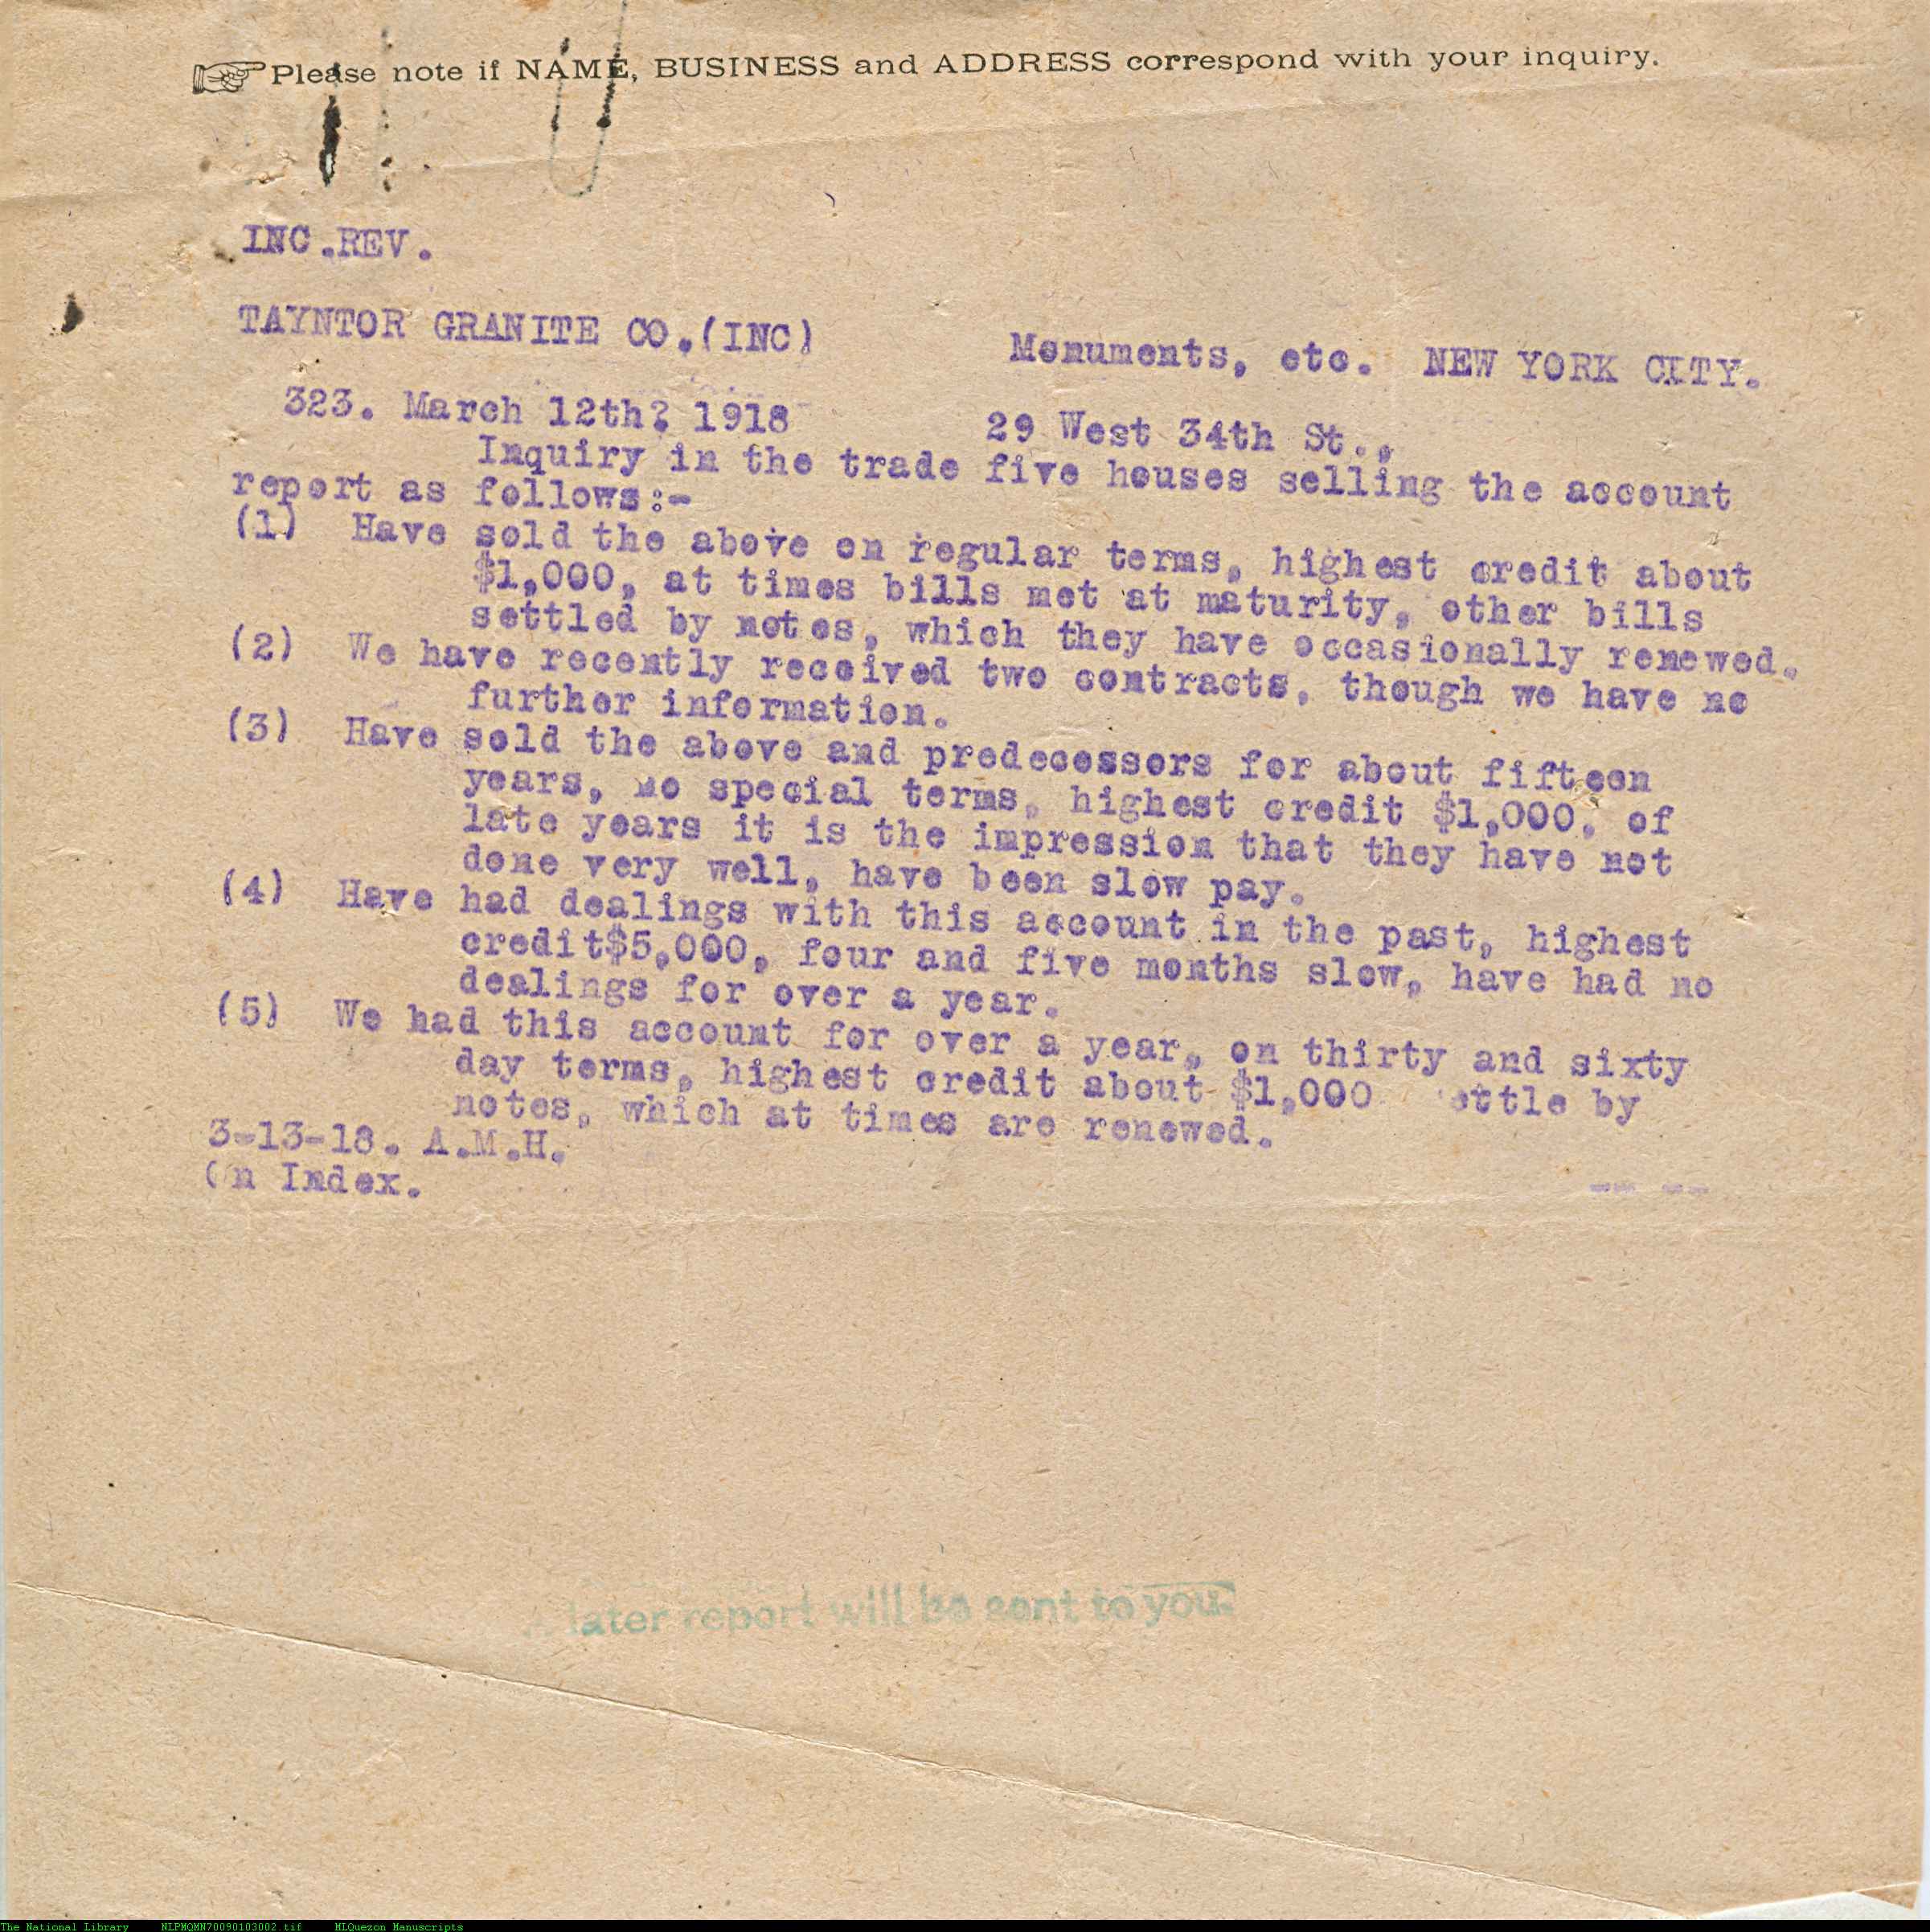 Please note if NAME, BUSINESS and ADDRESS correspond with your inquiry.
INC.REV.
TAYNTOR GRANITE CO.(INC) Monuments, etc. NEW YORK CITY.
323. March 12th? 1918 29 West 34th St.,
Inquiry in the trade five houses selling the account
report as follows:-
(1) Have sold the above on regular terms, highest credit about
$1,000, at times bills met at maturity, other bills
settled by notes, which they have occasionally renewed.
(2) We have recently received two contracts, though we have no
further information.
(3) Have sold the above and predecessors for about fifteen
years, no special terms, highest credit $1,000. of
late years it is the impression that they have not
done very well, have been slow pay.
(4) Have had dealings with this account in the past, highest
credit$5,000, four and five months slow, have had no
dealings for over a year.
(5) We had this account for over a year, on thirty and sixty
day terms, highest credit about $1,000 ettle by
notes, which at times are renewed.
3-13-18. A.M.H.
On Index.
later report will be sent to you.
The National Library NLPMQMN70090103002.tif MLQuezon Manuscripts